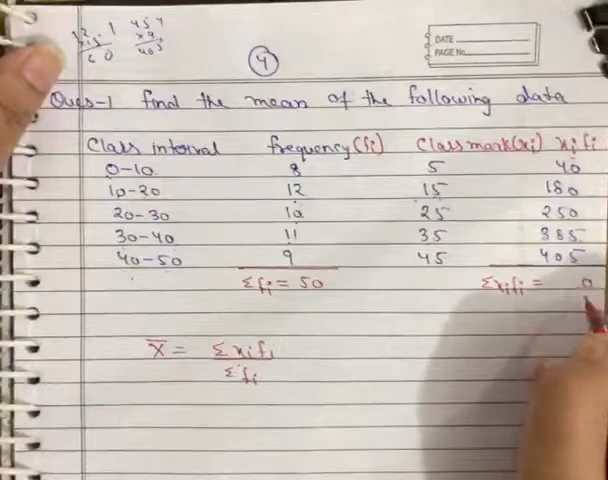 DATE
PAGE No.
4
Ques-1 find the mean of the following data
Class interval frequency(fi) Class mark(xi) xifi
0-10 8 5 40
10-20 12 15 180
20-30 10 25 250
30-40 11 35 385
40-50 9 45 405
Σfi = 50 Σxifi = 0
X̄ = Σxifi
Σfi